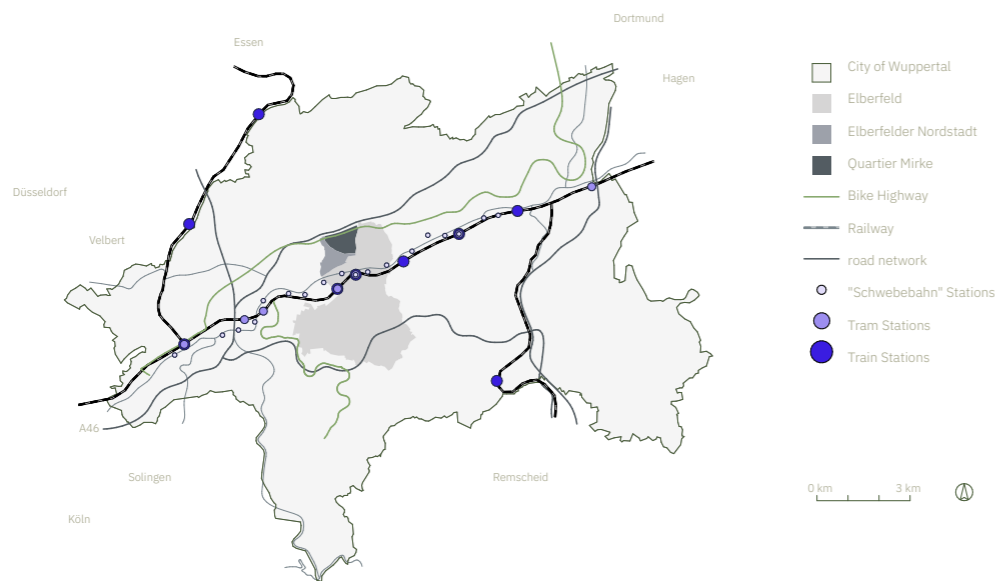 Dortmund
Essen
Hagen
Düsseldorf
Velbert
A46
Solingen
Remscheid
Köln
City of Wuppertal
Elberfeld
Elberfelder Nordstadt
Quartier Mirke
Bike Highway
Railway
road network
"Schwebebahn" Stations
Tram Stations
Train Stations
0 km 3 km